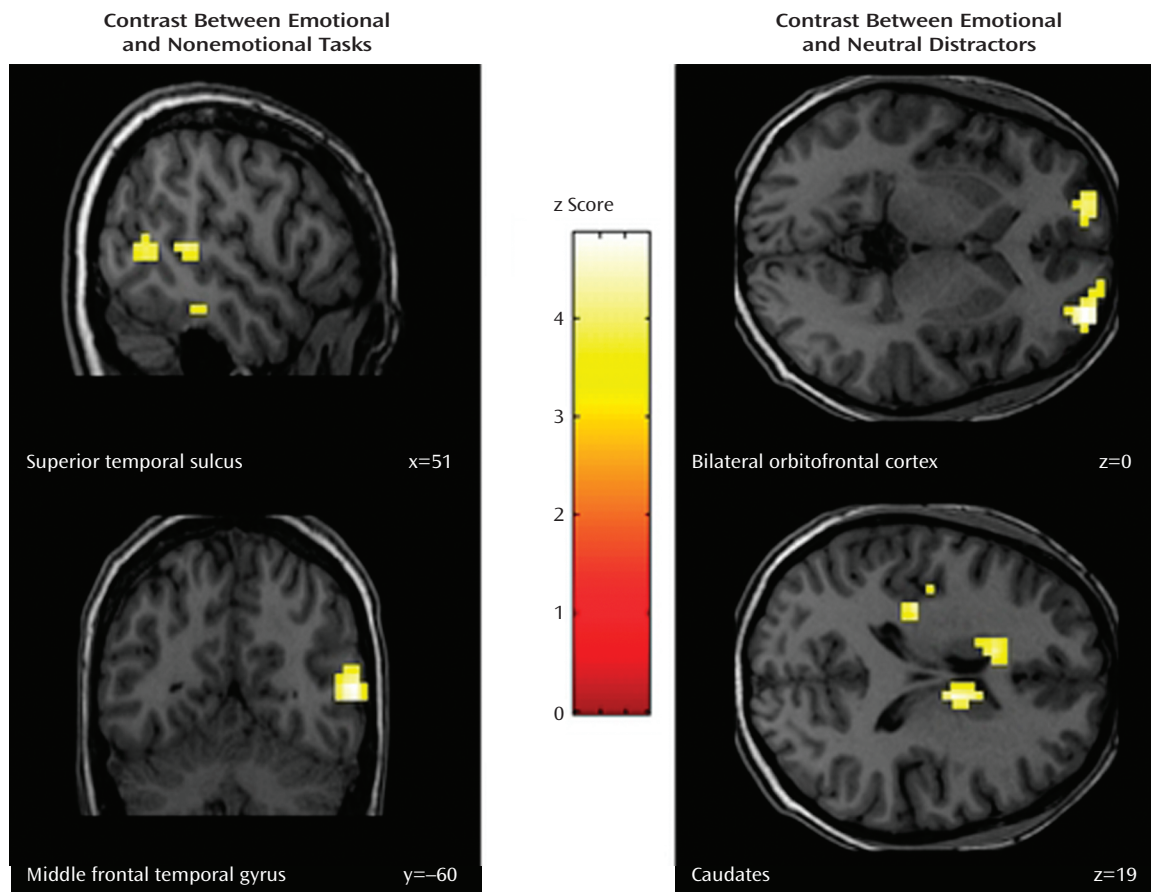 Contrast Between Emotional
and Nonemotional Tasks
Superior temporal sulcus x=51
Middle frontal temporal gyrus y=–60
z Score
4
3
2
1
0
Contrast Between Emotional
and Neutral Distractors
Bilateral orbitofrontal cortex z=0
Caudates z=19